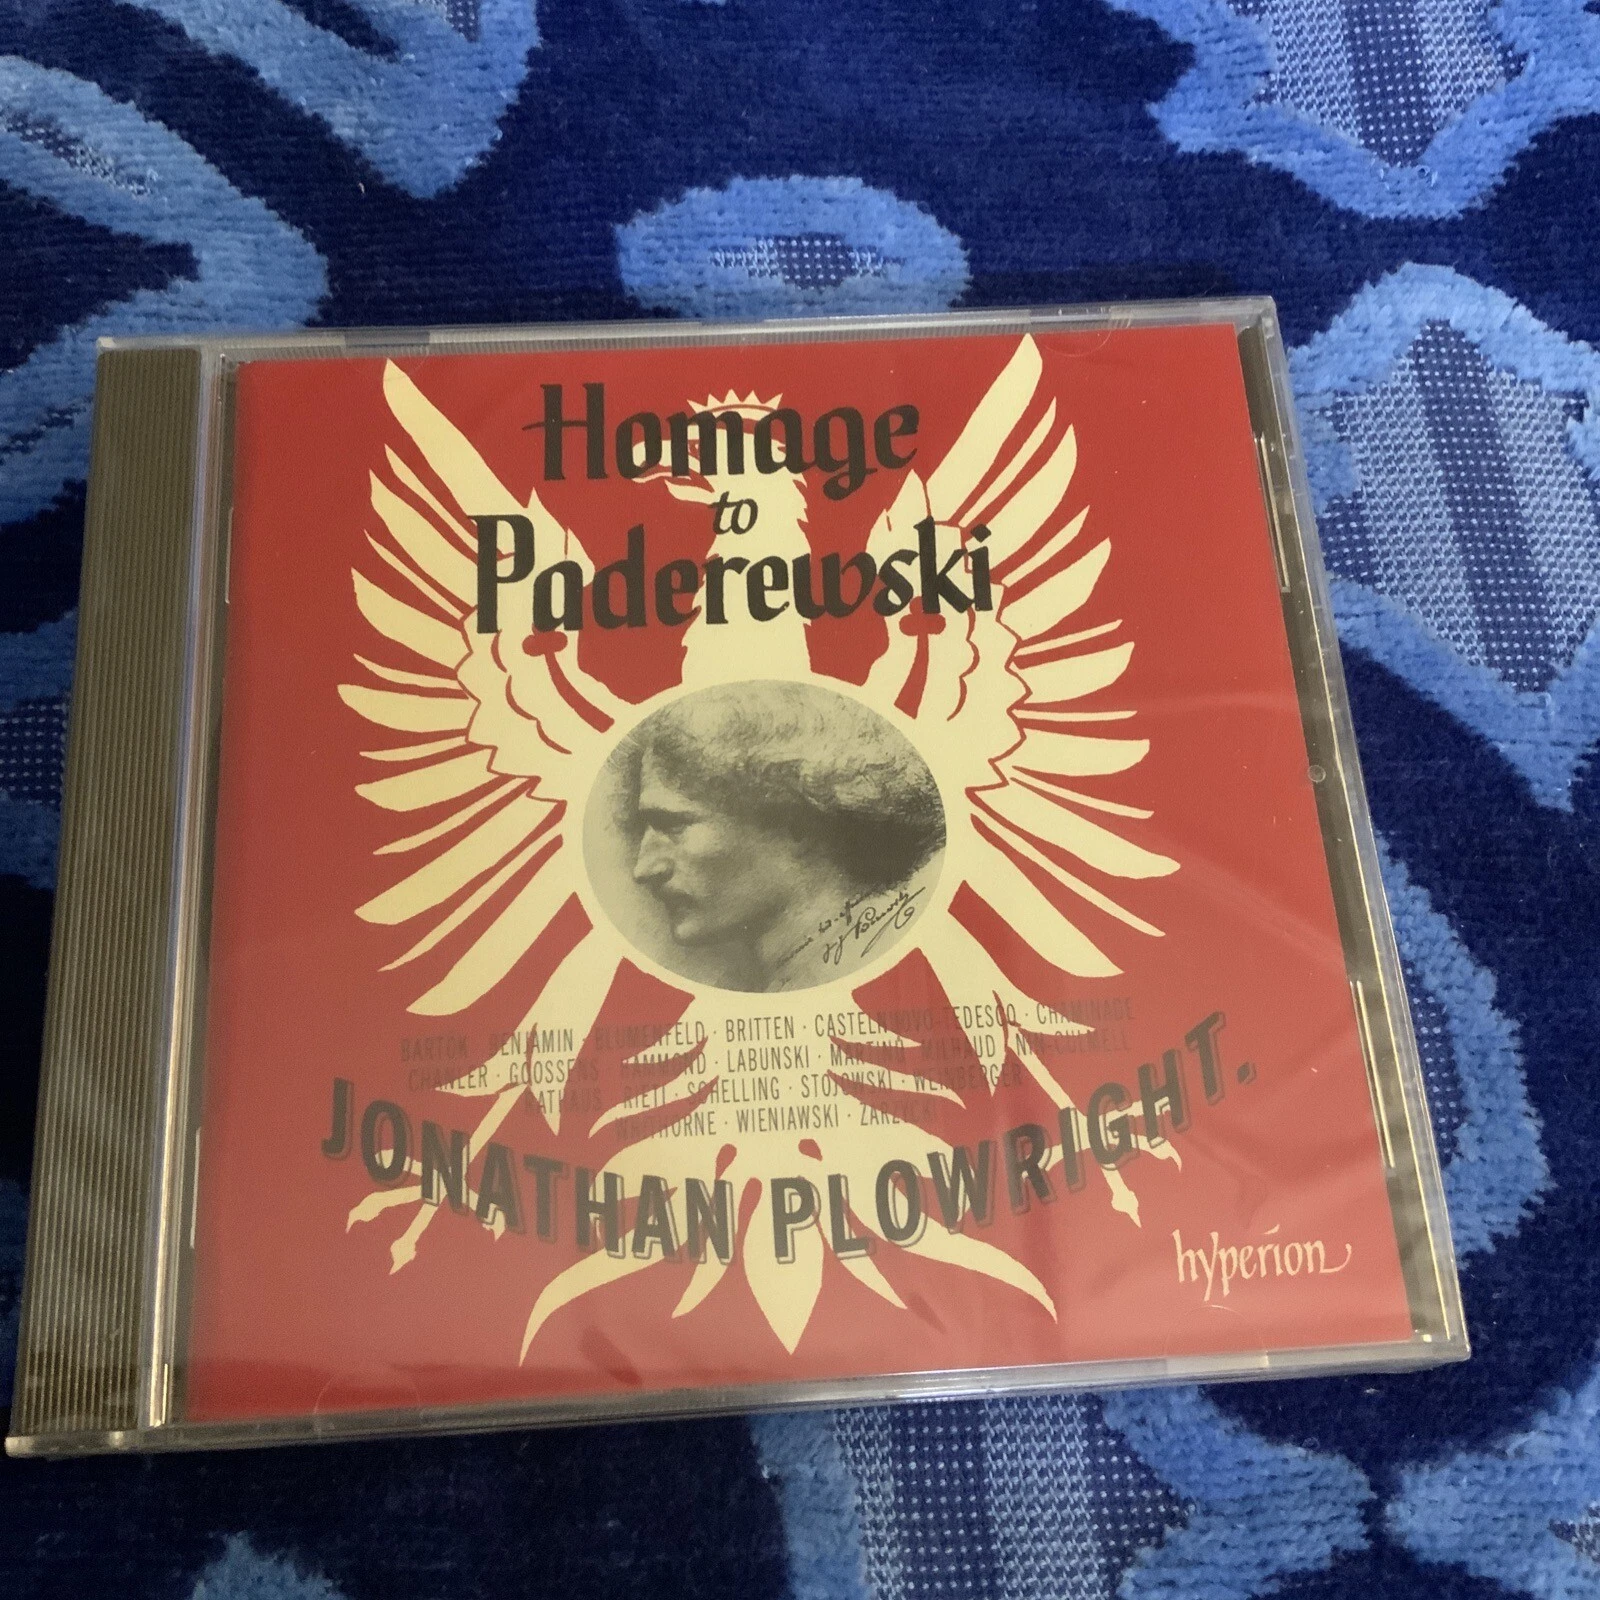 Homage
to
Paderewski
BARTÓK · BENJAMIN · BLUMENFELD · BRITTEN · CASTELNUOVO-TEDESCO · CHAMINADE
CHANLER · GOOSSENS · HAMMOND · LABUNSKI · MARTINŮ · MILHAUD · NIN-CULMELL
RATHAUS · RIETI · SCHELLING · STOJOWSKI · WEINBERGER
WHITHORNE · WIENIAWSKI · ZARZYCKI
JONATHAN PLOWRIGHT.
hyperion